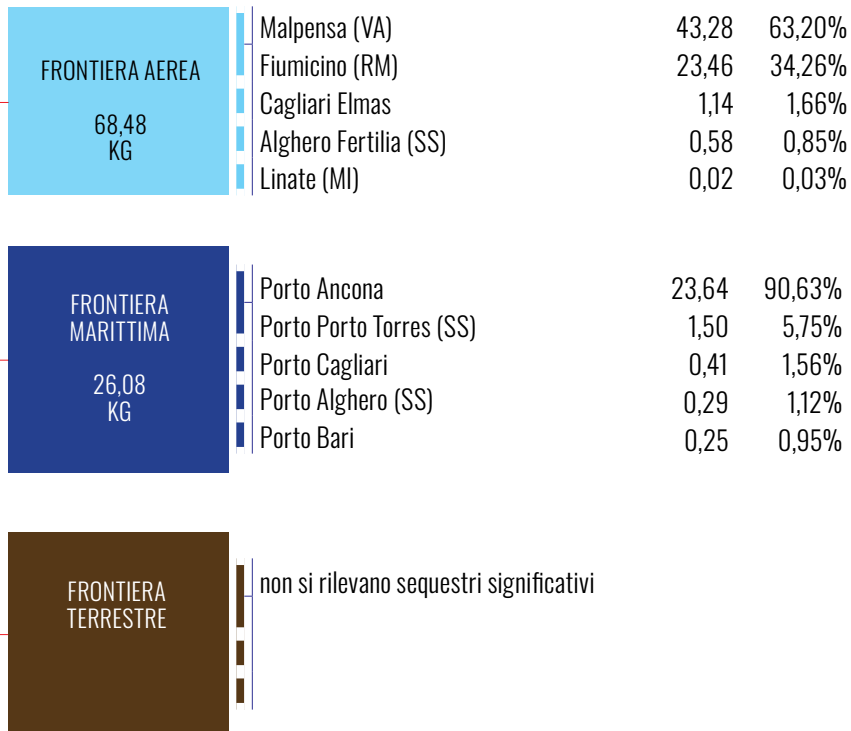 FRONTIERA AEREA
68,48
KG
Malpensa (VA) 43,28 63,20%
Fiumicino (RM) 23,46 34,26%
Cagliari Elmas 1,14 1,66%
Alghero Fertilia (SS) 0,58 0,85%
Linate (MI) 0,02 0,03%
FRONTIERA
MARITTIMA
26,08
KG
Porto Ancona 23,64 90,63%
Porto Porto Torres (SS) 1,50 5,75%
Porto Cagliari 0,41 1,56%
Porto Alghero (SS) 0,29 1,12%
Porto Bari 0,25 0,95%
FRONTIERA
TERRESTRE
non si rilevano sequestri significativi